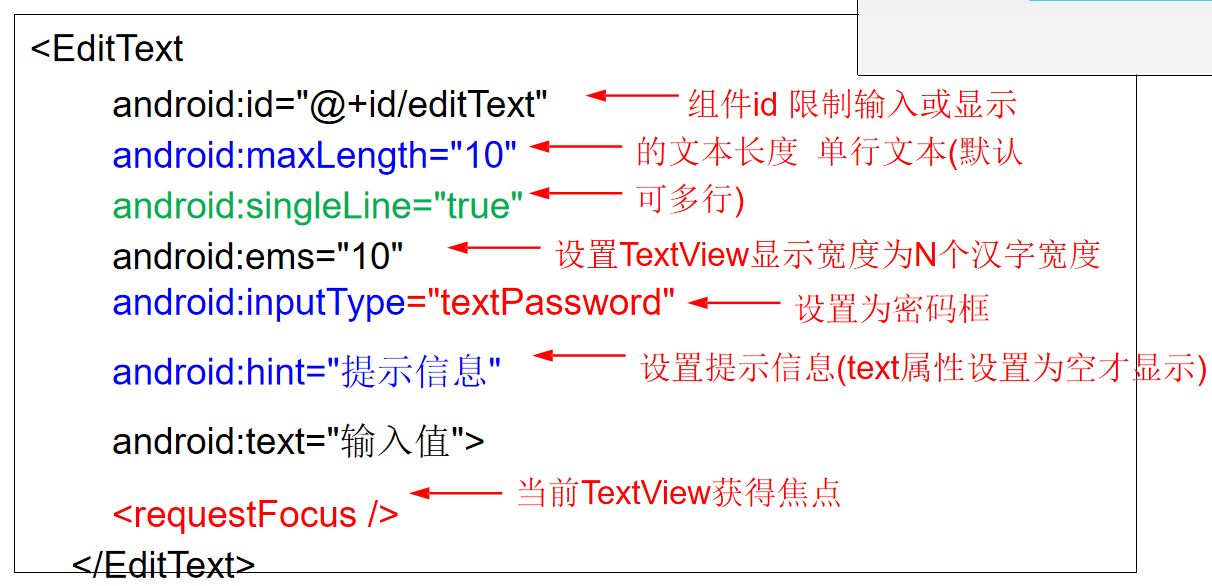 <EditText
android:id="@+id/editText" 组件id 限制输入或显示
android:maxLength="10" 的文本长度 单行文本(默认
android:singleLine="true" 可多行)
android:ems="10" 设置TextView显示宽度为N个汉字宽度
android:inputType="textPassword" 设置为密码框
android:hint="提示信息" 设置提示信息(text属性设置为空才显示)
android:text="输入值">
<requestFocus /> 当前TextView获得焦点
</EditText>